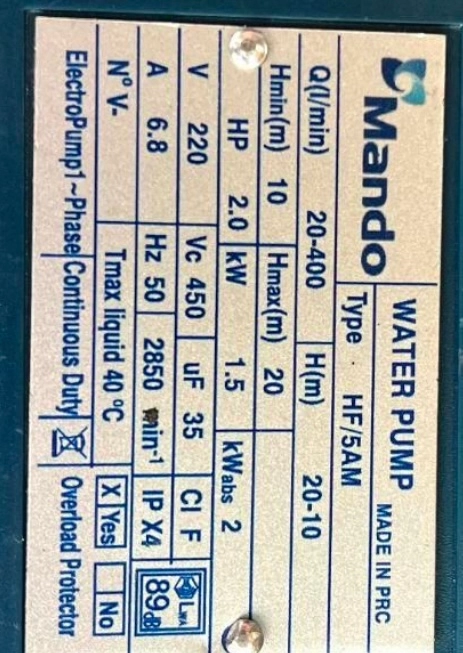 Mando WATER PUMP MADE IN PRC
Type HF/5AM
Q(l/min) 20-400 H(m) 20-10
Hmin(m) 10 Hmax(m) 20
HP 2.0 kW 1.5 kWabs 2
V 220 Vc 450 uF 35 Cl F
A 6.8 Hz 50 2850 min-1 IP X4
LWA 89dB
N° V- Tmax liquid 40 °C X Yes No
ElectroPump1~Phase Continuous Duty Overload Protector